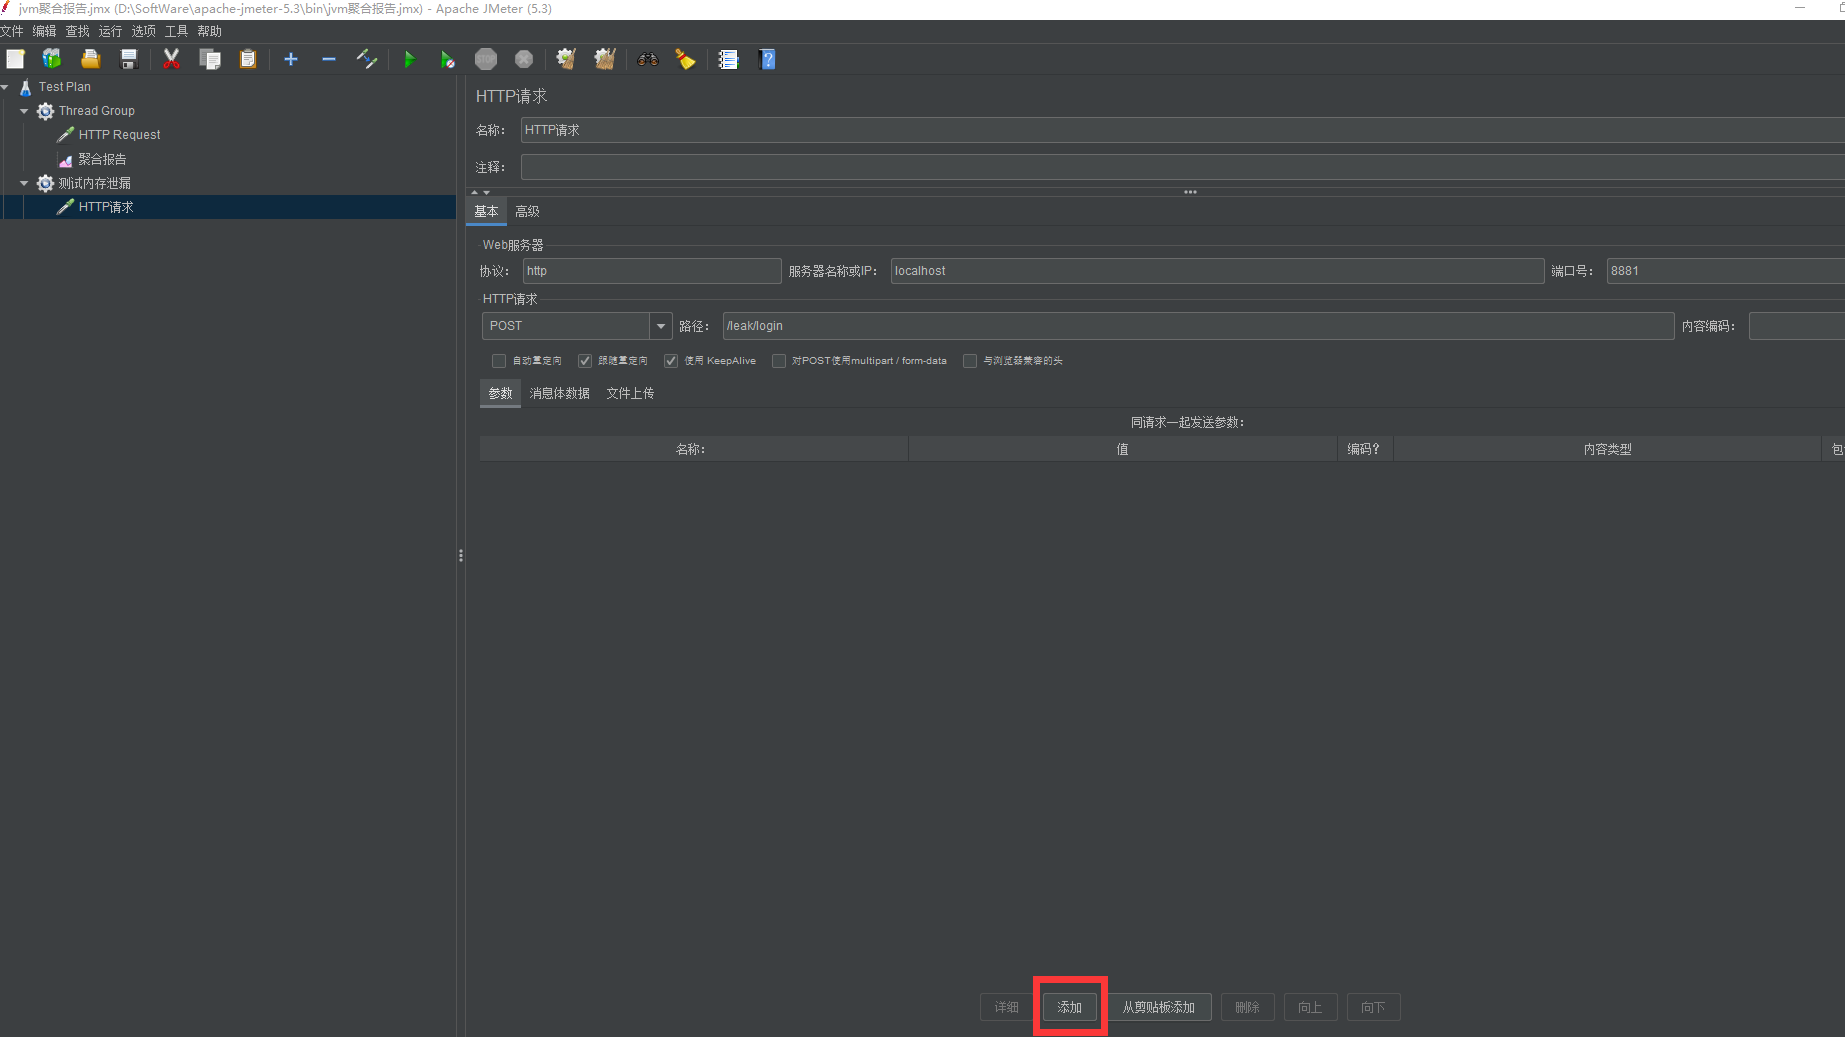 jvm聚合报告.jmx (D:\SoftWare\apache-jmeter-5.3\bin\jvm聚合报告.jmx) - Apache JMeter (5.3)
文件 编辑 查找 运行 选项 工具 帮助
STOP
Test Plan
Thread Group
HTTP Request
聚合报告
测试内存泄漏
HTTP请求
HTTP请求
名称： HTTP请求
注释：
基本 高级
Web服务器
协议： http 服务器名称或IP： localhost 端口号： 8881
HTTP请求
POST 路径： /leak/login 内容编码：
自动重定向 跟随重定向 使用 KeepAlive 对POST使用multipart / form-data 与浏览器兼容的头
参数 消息体数据 文件上传
同请求一起发送参数：
名称： 值 编码？ 内容类型 包
详细 添加 从剪贴板添加 删除 向上 向下